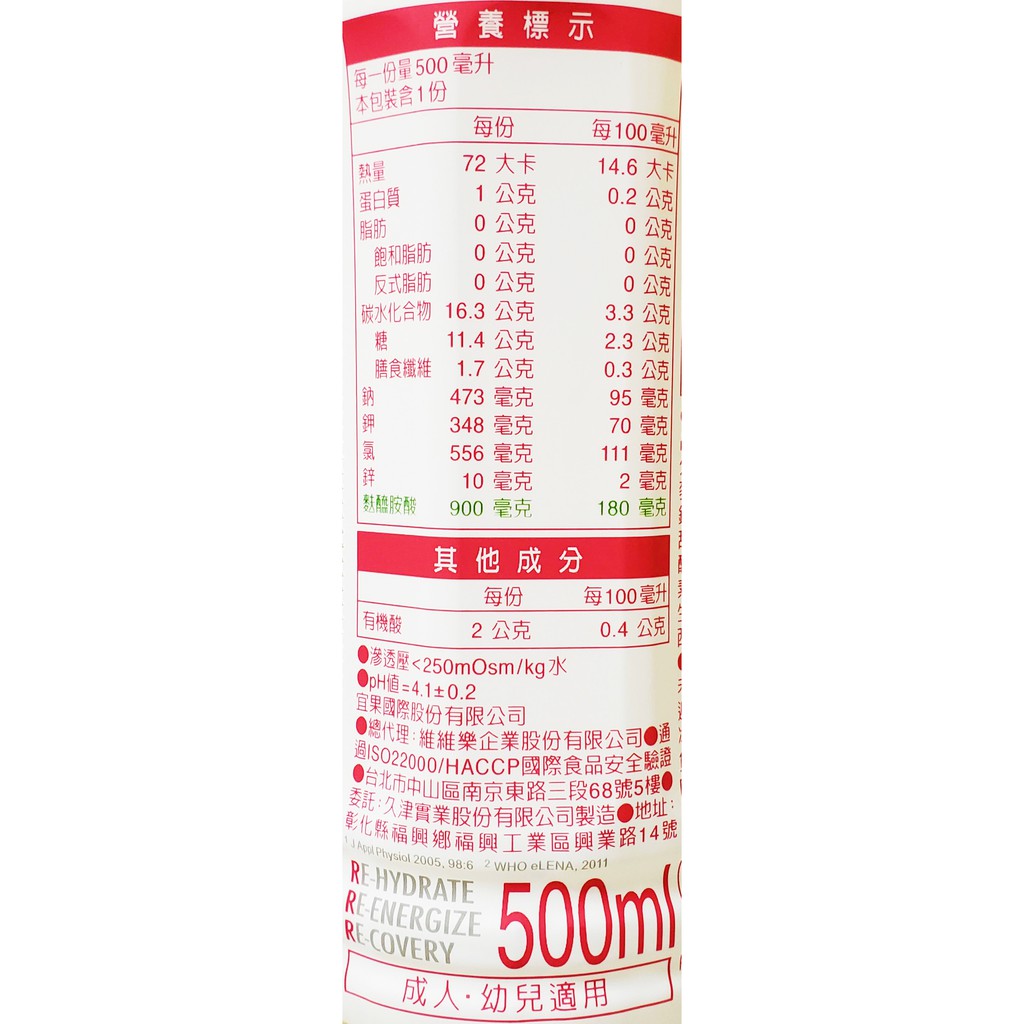 營養標示
每一份量500毫升
本包裝含1份
每份 每100毫升
熱量 72 大卡 14.6 大卡
蛋白質 1 公克 0.2 公克
脂肪 0 公克 0 公克
飽和脂肪 0 公克 0 公克
反式脂肪 0 公克 0 公克
碳水化合物 16.3 公克 3.3 公克
糖 11.4 公克 2.3 公克
膳食纖維 1.7 公克 0.3 公克
鈉 473 毫克 95 毫克
鉀 348 毫克 70 毫克
氯 556 毫克 111 毫克
鋅 10 毫克 2 毫克
麩醯胺酸 900 毫克 180 毫克
其他成分
每份 每100毫升
有機酸 2 公克 0.4 公克
●滲透壓<250mOsm/kg水
●pH值=4.1±0.2
宜果國際股份有限公司
●總代理:維維樂企業股份有限公司●通
過ISO22000/HACCP國際食品安全驗證
●台北市中山區南京東路三段68號5樓●
委託:久津實業股份有限公司製造●地址:
彰化縣福興鄉福興工業區興業路14號
1 J Appl Physiol 2005, 98:6 2 WHO eLENA, 2011
RE-HYDRATE
RE-ENERGIZE
RE-COVERY
500ml
成人·幼兒適用